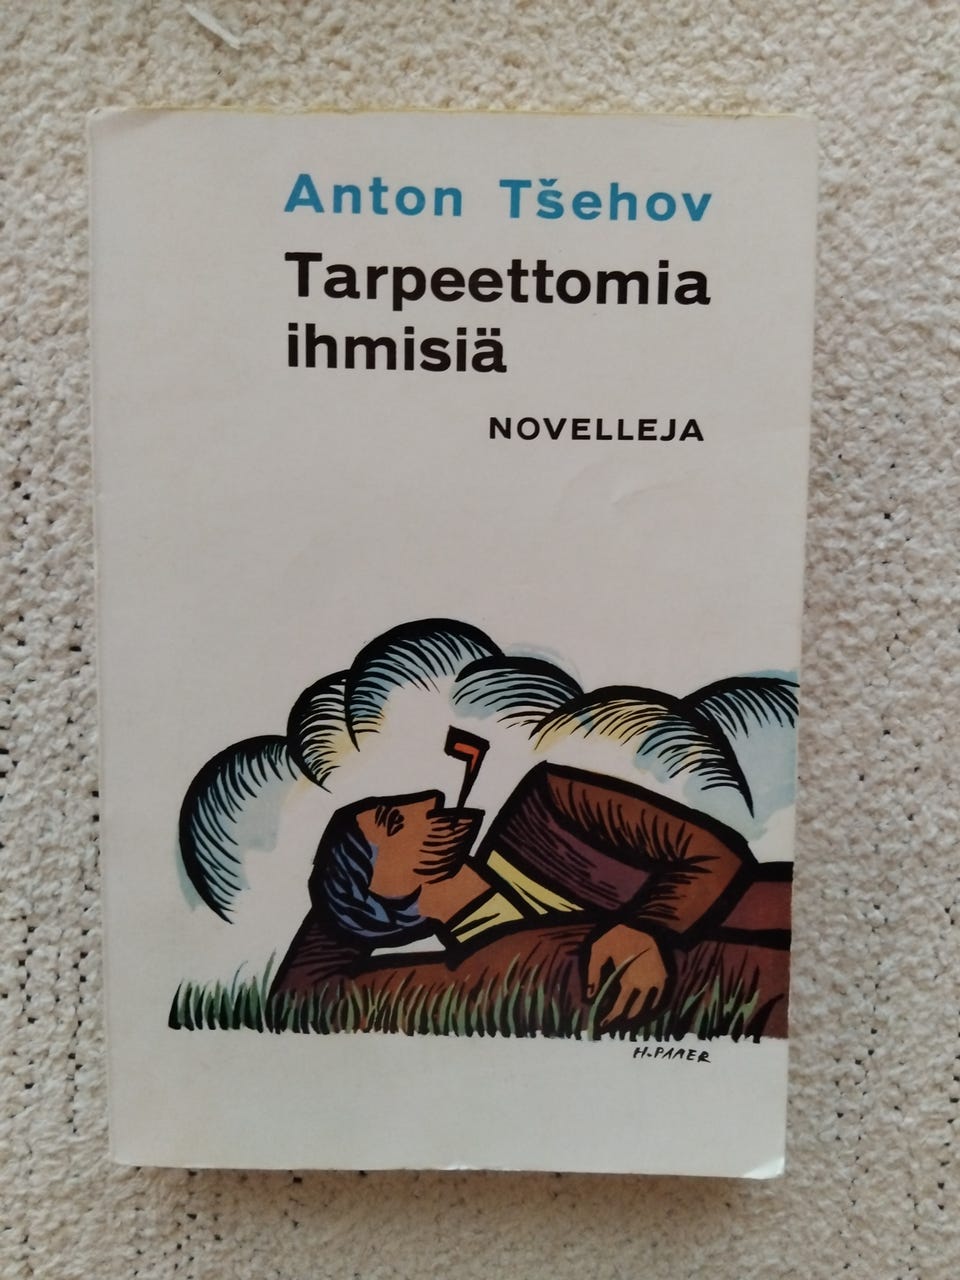 Anton Tšehov
Tarpeettomia
ihmisiä
NOVELLEJA
H.PAAER